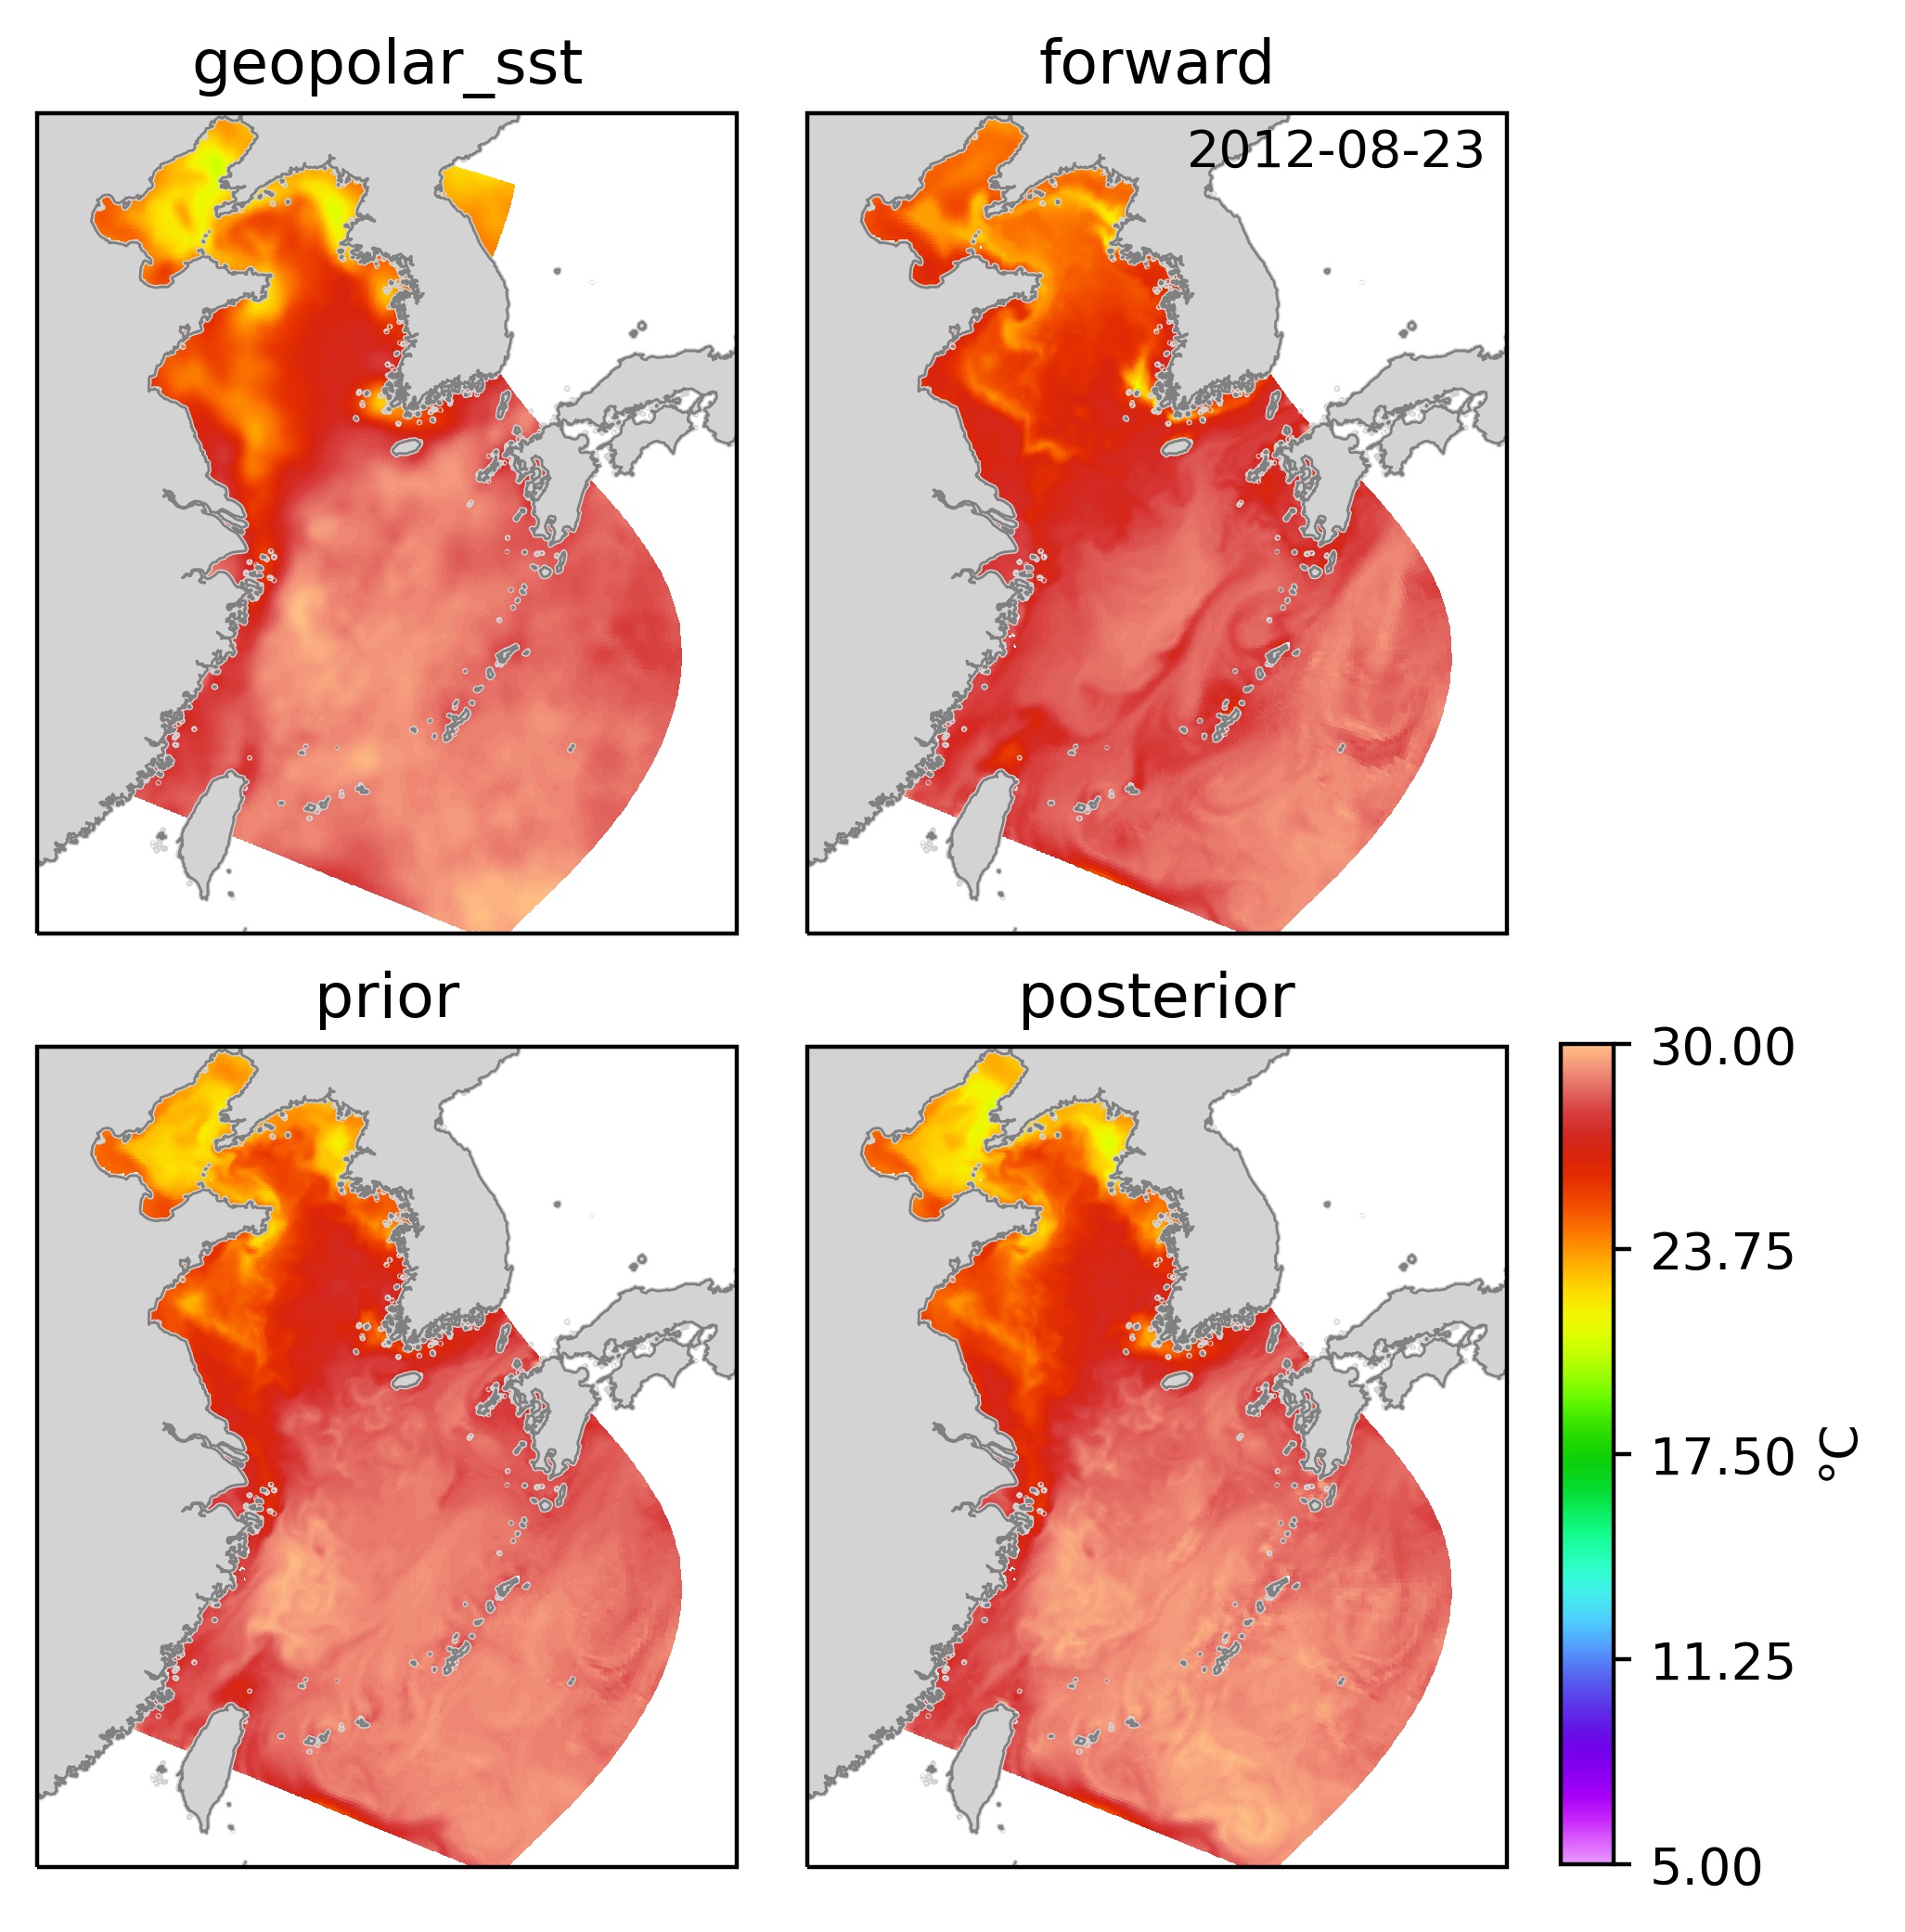 geopolar_sst
forward
2012-08-23
prior
posterior
30.00
23.75
17.50
11.25
5.00
°C